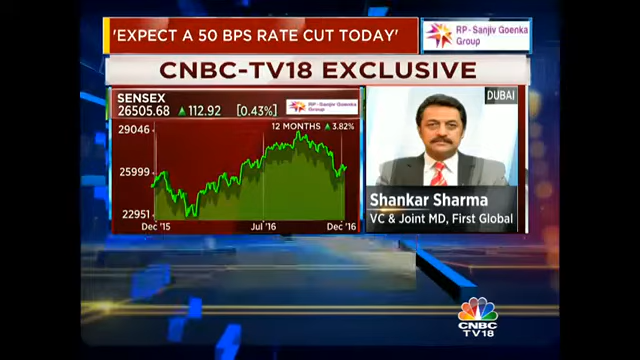 'EXPECT A 50 BPS RATE CUT TODAY'
RP-Sanjiv Goenka
Group
CNBC-TV18 EXCLUSIVE
SENSEX
26505.68 ▲ 112.92 [0.43%]
RP-Sanjiv Goenka
Group
12 MONTHS ▲ 3.82%
29046
25999
22951
Dec '15 Jul '16 Dec '16
DUBAI
Shankar Sharma
VC & Joint MD, First Global
CNBC
TV18